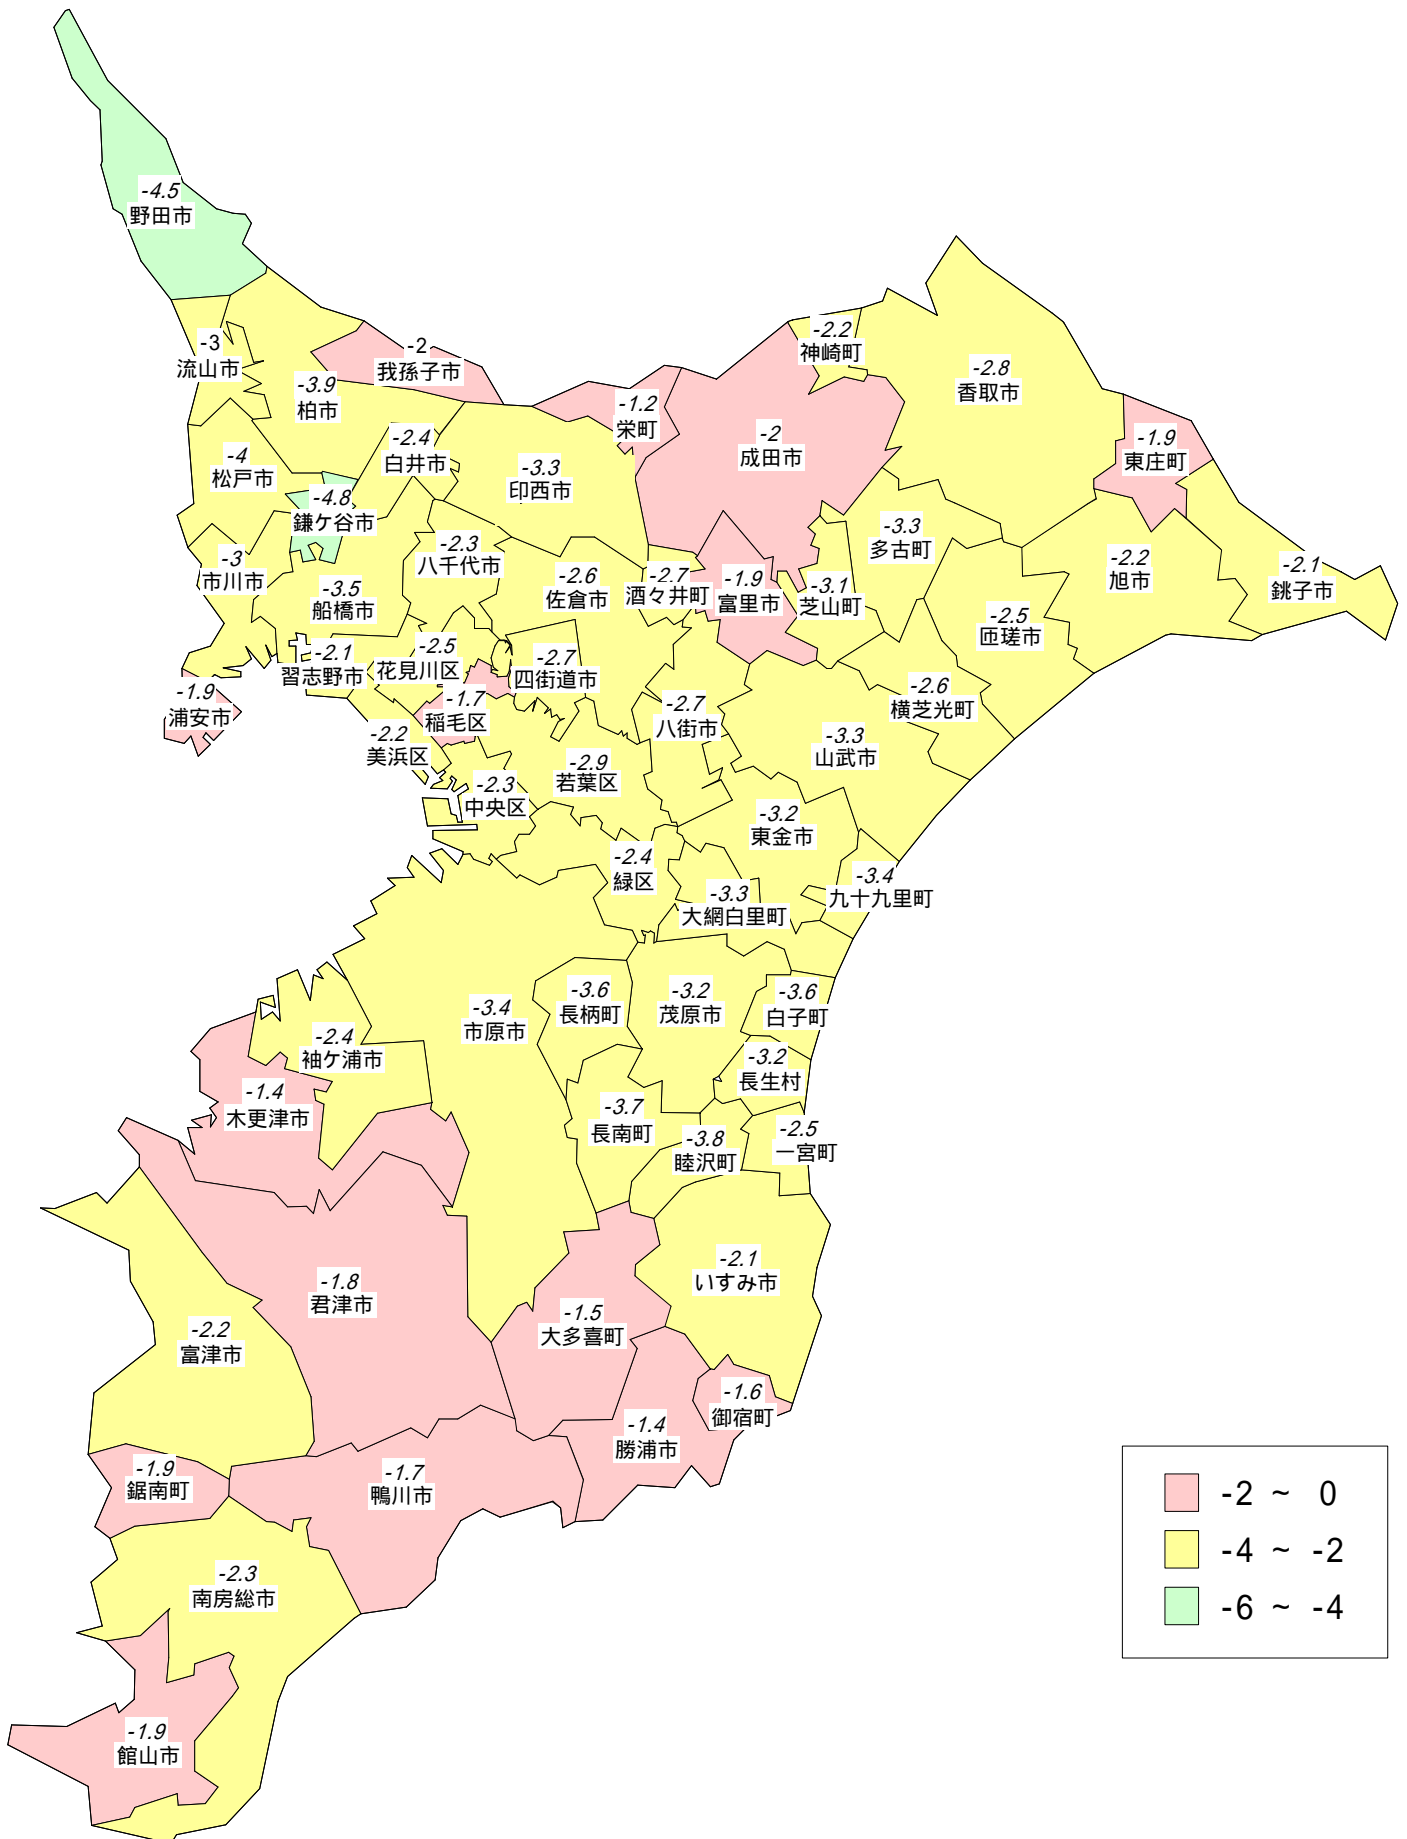 -4.5
野田市
-3
流山市
-3.9
柏市
-2
我孫子市
-1.2
栄町
-2
成田市
-2.2
神崎町
-2.8
香取市
-1.9
東庄町
-4
松戸市
-4.8
鎌ケ谷市
-2.4
白井市
-3.3
印西市
-3
市川市
-3.5
船橋市
-2.3
八千代市
-2.6
佐倉市
-2.7
酒々井町
-1.9
富里市
-3.1
芝山町
-3.3
多古町
-2.5
匝瑳市
-2.2
旭市
-2.1
銚子市
-1.9
浦安市
-2.1
習志野市
-2.5
花見川区
-1.7
稲毛区
-2.7
四街道市
-2.7
八街市
-2.6
横芝光町
-3.3
山武市
-2.2
美浜区
-2.3
中央区
-2.9
若葉区
-2.4
緑区
-3.2
東金市
-3.3
大網白里町
-3.4
九十九里町
-3.4
市原市
-3.6
長柄町
-3.2
茂原市
-3.6
白子町
-3.2
長生村
-2.4
袖ケ浦市
-1.4
木更津市
-3.7
長南町
-3.8
睦沢町
-2.5
一宮町
-1.8
君津市
-2.2
富津市
-1.5
大多喜町
-2.1
いすみ市
-1.6
御宿町
-1.4
勝浦市
-1.7
鴨川市
-1.9
鋸南町
-2.3
南房総市
-1.9
館山市
-2 ~ 0
-4 ~ -2
-6 ~ -4